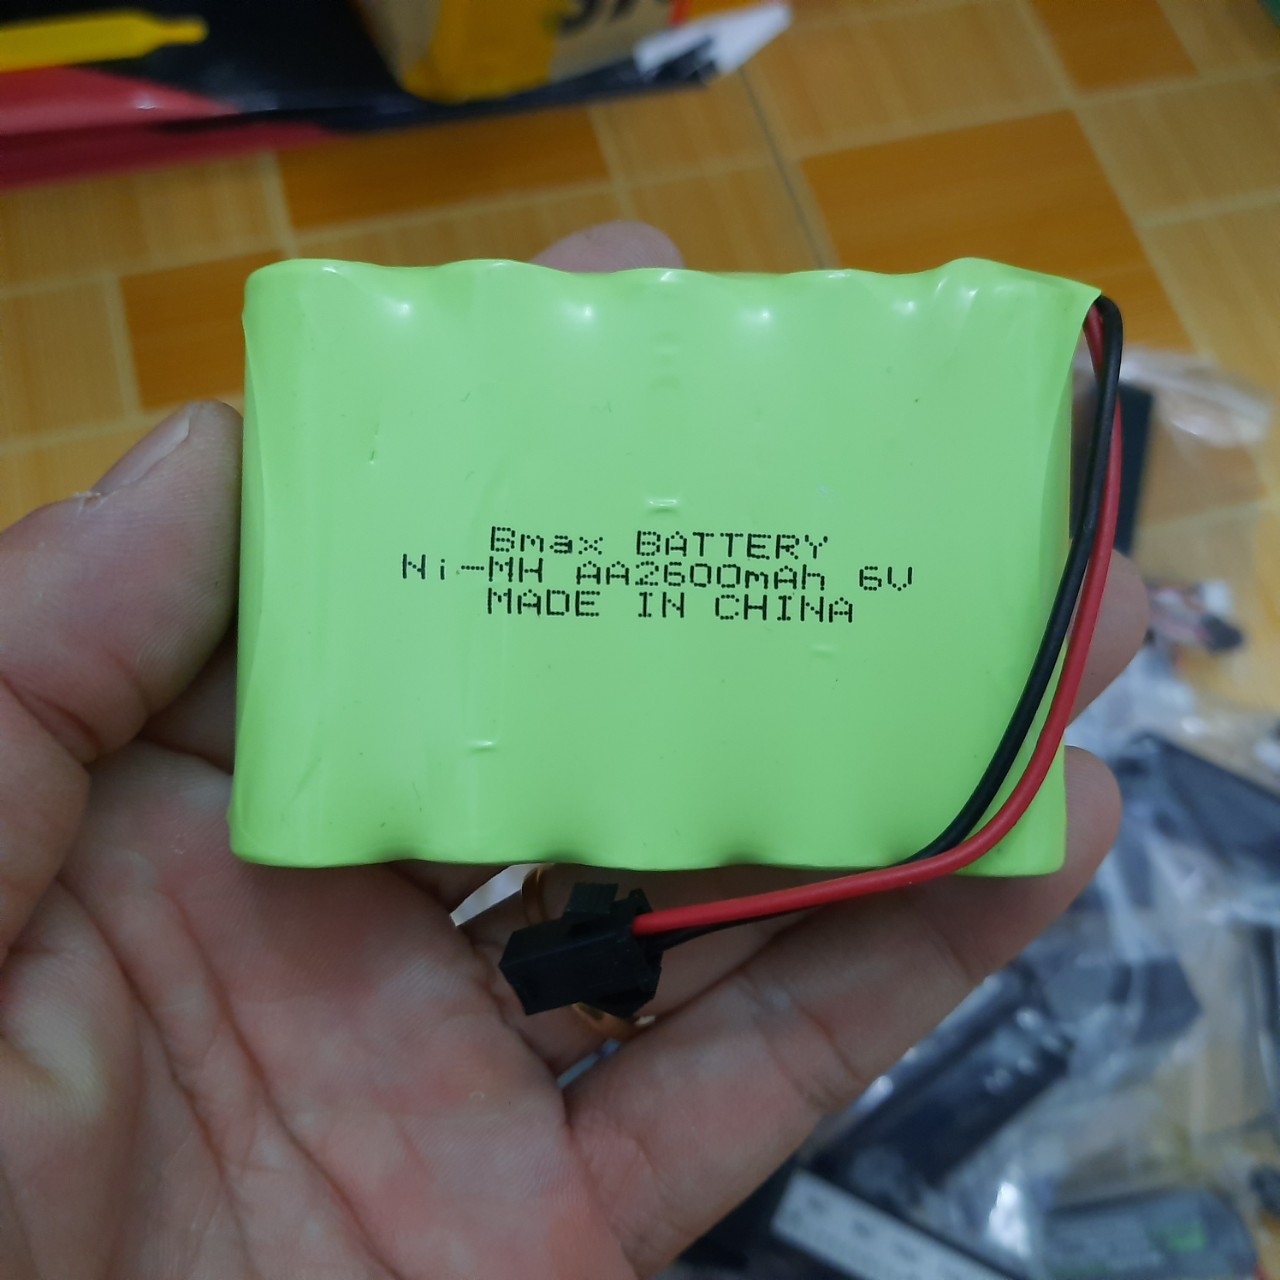 Bmax BATTERY
Ni-MH AA2600mAh 6V
MADE IN CHINA